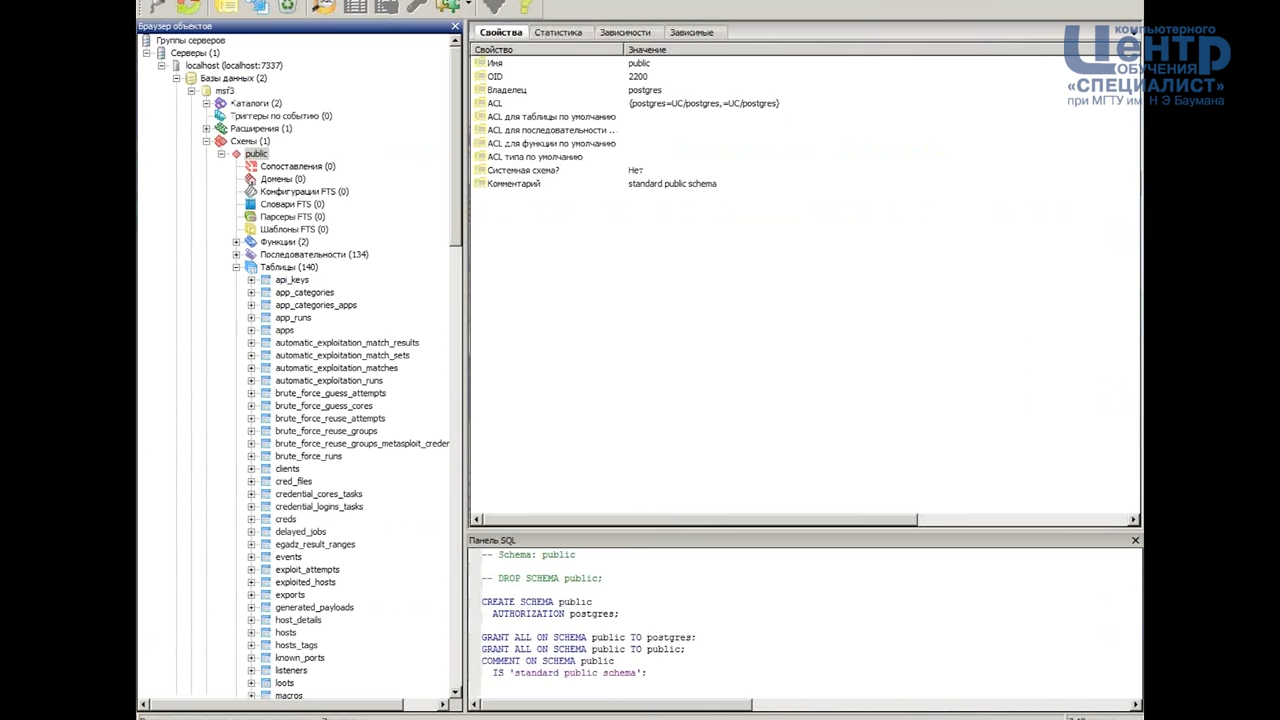 Браузер объектов
Группы серверов
Серверы (1)
localhost (localhost:7337)
Базы данных (2)
msf3
Каталоги (2)
Триггеры по событию (0)
Расширения (1)
Схемы (1)
public
Сопоставления (0)
Домены (0)
Конфигурации FTS (0)
Словари FTS (0)
Парсеры FTS (0)
Шаблоны FTS (0)
Функции (2)
Последовательности (134)
Таблицы (140)
api_keys
app_categories
app_categories_apps
app_runs
apps
automatic_exploitation_match_results
automatic_exploitation_match_sets
automatic_exploitation_matches
automatic_exploitation_runs
brute_force_guess_attempts
brute_force_guess_cores
brute_force_reuse_attempts
brute_force_reuse_groups
brute_force_reuse_groups_metasploit_creder
brute_force_runs
clients
cred_files
credential_cores_tasks
credential_logins_tasks
creds
delayed_jobs
egadz_result_ranges
events
exploit_attempts
exploited_hosts
exports
generated_payloads
host_details
hosts
hosts_tags
known_ports
listeners
loots
macros
Свойства Статистика Зависимости Зависимые
Свойство Значение
Имя public
OID 2200
Владелец postgres
ACL {postgres=UC/postgres,=UC/postgres}
ACL для таблицы по умолчанию
ACL для последовательности ...
ACL для функции по умолчанию
ACL типа по умолчанию
Системная схема? Нет
Комментарий standard public schema
Панель SQL
-- Schema: public
-- DROP SCHEMA public;
CREATE SCHEMA public
AUTHORIZATION postgres;
GRANT ALL ON SCHEMA public TO postgres;
GRANT ALL ON SCHEMA public TO public;
COMMENT ON SCHEMA public
IS 'standard public schema';
компьютерного
Центр
ОБУЧЕНИЯ
«СПЕЦИАЛИСТ»
при МГТУ им. Н Э Баумана